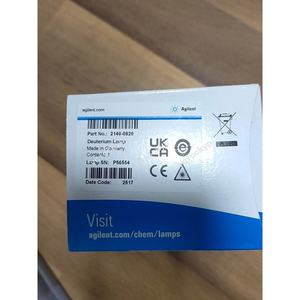 agilent.com
Agilent
Part No.: 2140-0820
Deuterium Lamp
Made in Germany
Contents: 1
Lamp SN: P56554
Date Code: 2517
UK
CA
CE
Visit
agilent.com/chem/lamps